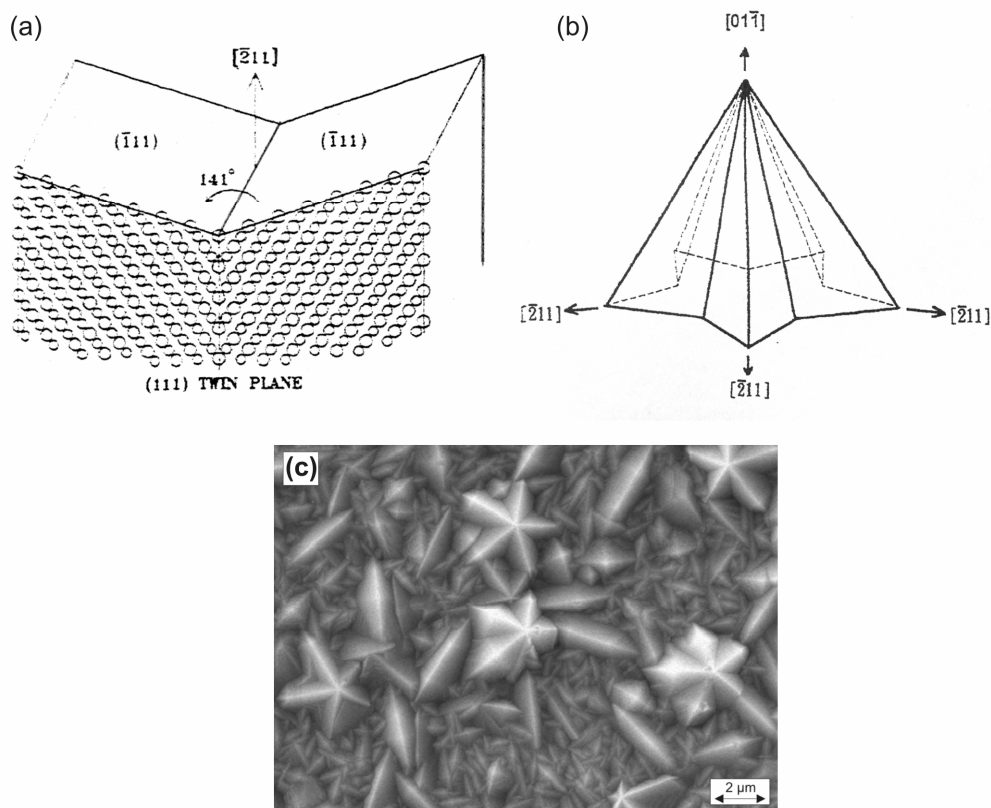 (a)
[2̄11]
(1̄11)
(1̄11)
141°
(111) TWIN PLANE
(b)
[011̄]
[2̄11]
[2̄11]
[2̄11]
(c)
2 µm